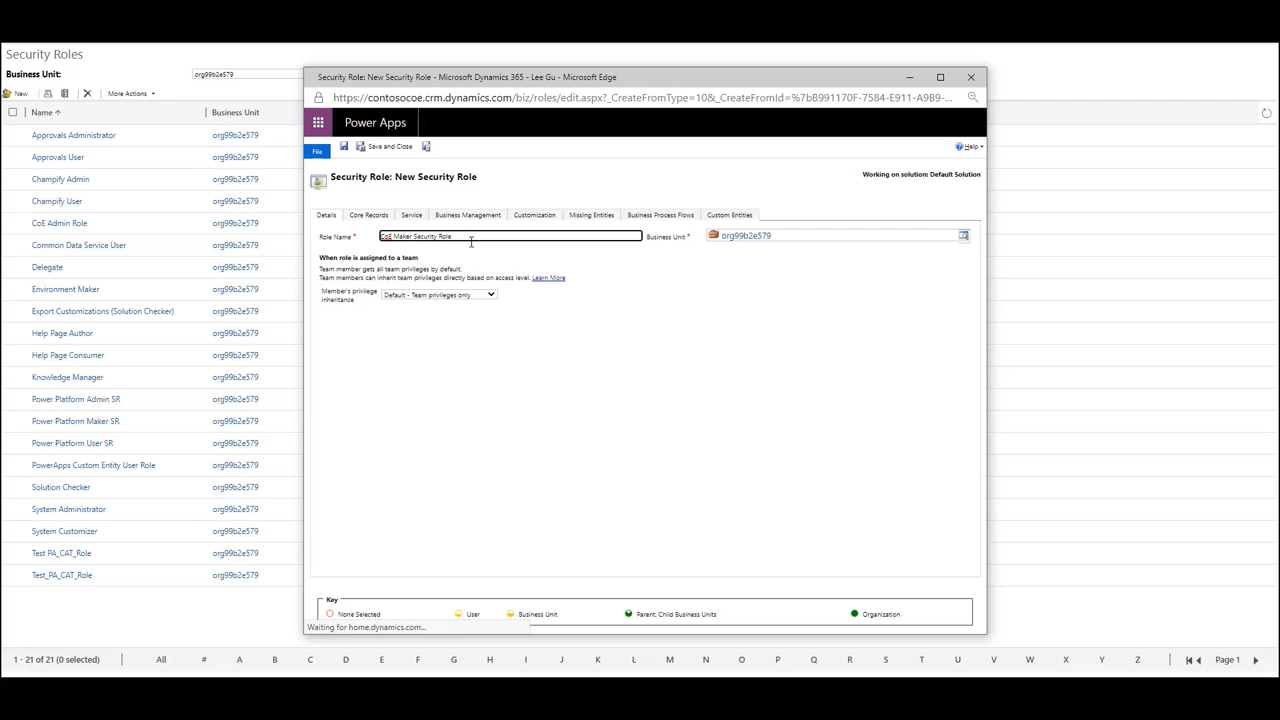 Security Roles
Business Unit: org99b2e579
New More Actions
Name Business Unit
Approvals Administrator org99b2e579
Approvals User org99b2e579
Champify Admin org99b2e579
Champify User org99b2e579
CoE Admin Role org99b2e579
Common Data Service User org99b2e579
Delegate org99b2e579
Environment Maker org99b2e579
Export Customizations (Solution Checker) org99b2e579
Help Page Author org99b2e579
Help Page Consumer org99b2e579
Knowledge Manager org99b2e579
Power Platform Admin SR org99b2e579
Power Platform Maker SR org99b2e579
Power Platform User SR org99b2e579
PowerApps Custom Entity User Role org99b2e579
Solution Checker org99b2e579
System Administrator org99b2e579
System Customizer org99b2e579
Test PA_CAT_Role org99b2e579
Test_PA_CAT_Role org99b2e579
Security Role: New Security Role - Microsoft Dynamics 365 - Lee Gu - Microsoft Edge
https://contosocoe.crm.dynamics.com/biz/roles/edit.aspx?_CreateFromType=10&_CreateFromId=%7bB991170F-7584-E911-A9B9-...
Power Apps
File Save and Close Help
Security Role: New Security Role
Working on solution: Default Solution
Details Core Records Service Business Management Customization Missing Entities Business Process Flows Custom Entities
Role Name * CoE Maker Security Role Business Unit * org99b2e579
When role is assigned to a team
Team member gets all team privileges by default.
Team members can inherit team privileges directly based on access level. Learn More
Member's privilege
inheritance
Default - Team privileges only
Key
None Selected User Business Unit Parent: Child Business Units Organization
Waiting for home.dynamics.com...
1 - 21 of 21 (0 selected) All # A B C D E F G H I J K L M N O P Q R S T U V W X Y Z Page 1